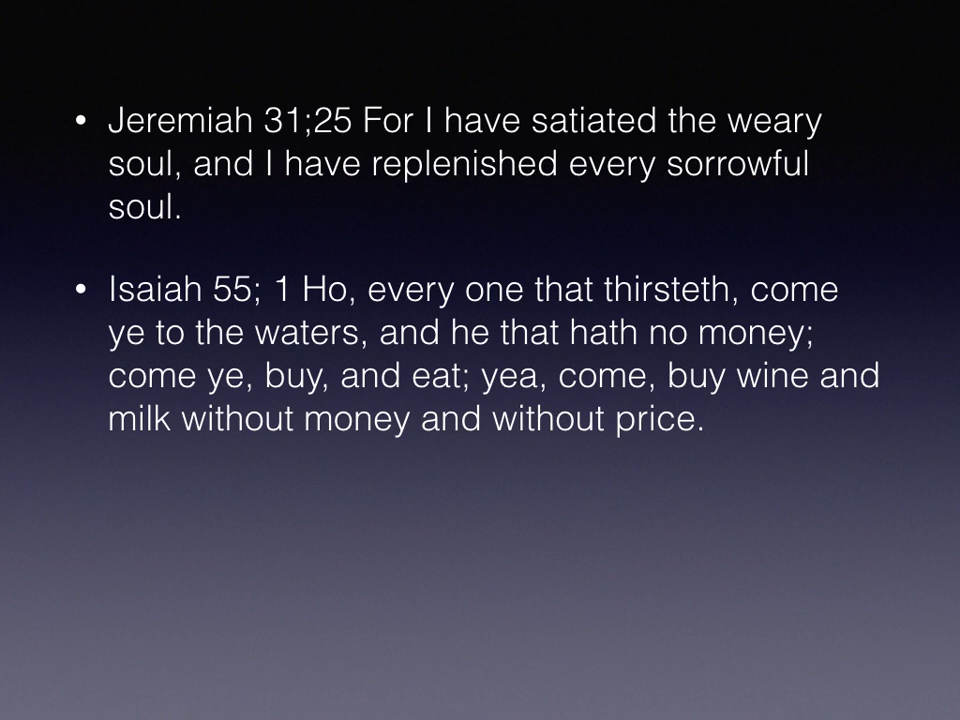 • Jeremiah 31;25 For I have satiated the weary
soul, and I have replenished every sorrowful
soul.
• Isaiah 55; 1 Ho, every one that thirsteth, come
ye to the waters, and he that hath no money;
come ye, buy, and eat; yea, come, buy wine and
milk without money and without price.